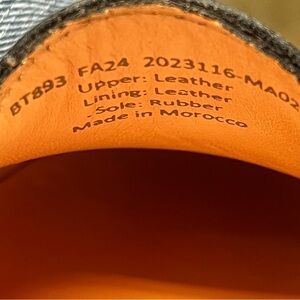 BT893 FA24 2023116-MA02
Upper: Leather
Lining: Leather
Sole: Rubber
Made in Morocco